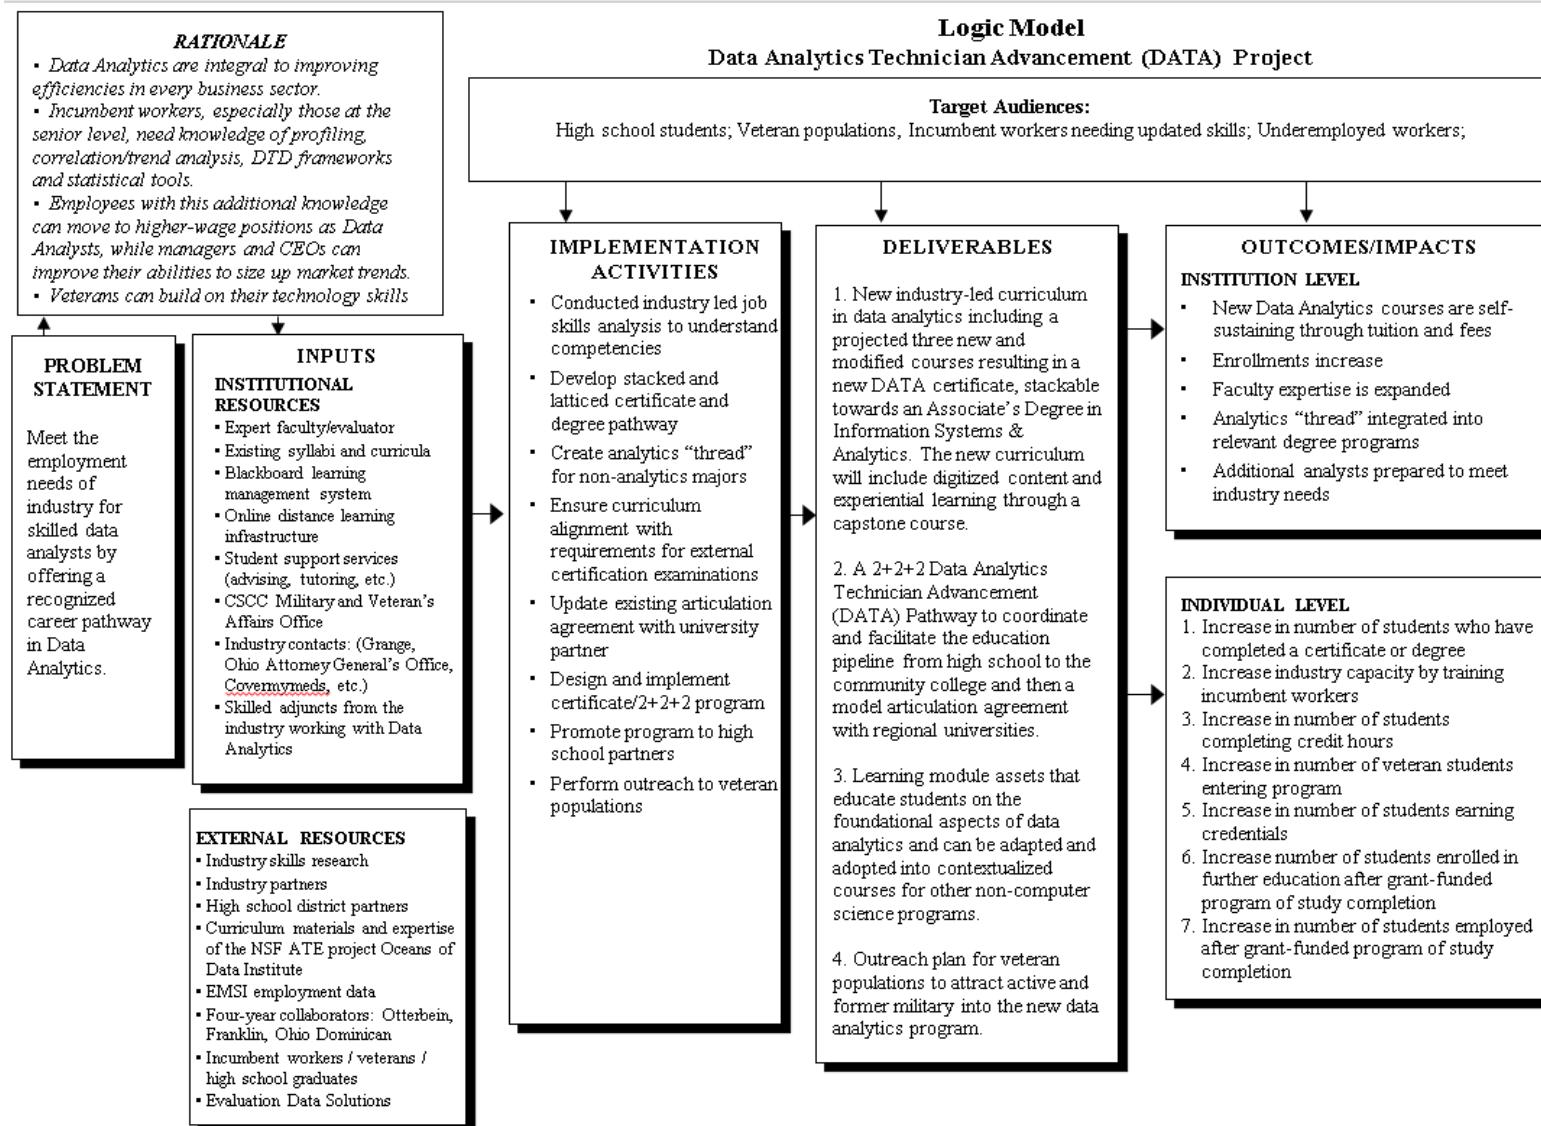 Logic Model
Data Analytics Technician Advancement (DATA) Project
RATIONALE
▪ Data Analytics are integral to improving
efficiencies in every business sector.
▪ Incumbent workers, especially those at the
senior level, need knowledge of profiling,
correlation/trend analysis, DTD frameworks
and statistical tools.
▪ Employees with this additional knowledge
can move to higher-wage positions as Data
Analysts, while managers and CEOs can
improve their abilities to size up market trends.
▪ Veterans can build on their technology skills
Target Audiences:
High school students; Veteran populations, Incumbent workers needing updated skills; Underemployed workers;
PROBLEM
STATEMENT
Meet the
employment
needs of
industry for
skilled data
analysts by
offering a
recognized
career pathway
in Data
Analytics.
INPUTS
INSTITUTIONAL
RESOURCES
▪ Expert faculty/evaluator
▪ Existing syllabi and curricula
▪ Blackboard learning
management system
▪ Online distance learning
infrastructure
▪ Student support services
(advising, tutoring, etc.)
▪ CSCC Military and Veteran's
Affairs Office
▪ Industry contacts: (Grange,
Ohio Attorney General's Office,
Covermymeds, etc.)
▪ Skilled adjuncts from the
industry working with Data
Analytics
EXTERNAL RESOURCES
▪ Industry skills research
▪ Industry partners
▪ High school district partners
▪ Curriculum materials and expertise
of the NSF ATE project Oceans of
Data Institute
▪ EMSI employment data
▪ Four-year collaborators: Otterbein,
Franklin, Ohio Dominican
▪ Incumbent workers / veterans /
high school graduates
▪ Evaluation Data Solutions
IMPLEMENTATION
ACTIVITIES
▪ Conducted industry led job
skills analysis to understand
competencies
▪ Develop stacked and
latticed certificate and
degree pathway
▪ Create analytics “thread”
for non-analytics majors
▪ Ensure curriculum
alignment with
requirements for external
certification examinations
▪ Update existing articulation
agreement with university
partner
▪ Design and implement
certificate/2+2+2 program
▪ Promote program to high
school partners
▪ Perform outreach to veteran
populations
DELIVERABLES
1. New industry-led curriculum
in data analytics including a
projected three new and
modified courses resulting in a
new DATA certificate, stackable
towards an Associate's Degree in
Information Systems &
Analytics. The new curriculum
will include digitized content and
experiential learning through a
capstone course.
2. A 2+2+2 Data Analytics
Technician Advancement
(DATA) Pathway to coordinate
and facilitate the education
pipeline from high school to the
community college and then a
model articulation agreement
with regional universities.
3. Learning module assets that
educate students on the
foundational aspects of data
analytics and can be adapted and
adopted into contextualized
courses for other non-computer
science programs.
4. Outreach plan for veteran
populations to attract active and
former military into the new data
analytics program.
OUTCOMES/IMPACTS
INSTITUTION LEVEL
▪ New Data Analytics courses are self-
sustaining through tuition and fees
▪ Enrollments increase
▪ Faculty expertise is expanded
▪ Analytics “thread” integrated into
relevant degree programs
▪ Additional analysts prepared to meet
industry needs
INDIVIDUAL LEVEL
1. Increase in number of students who have
completed a certificate or degree
2. Increase industry capacity by training
incumbent workers
3. Increase in number of students
completing credit hours
4. Increase in number of veteran students
entering program
5. Increase in number of students earning
credentials
6. Increase number of students enrolled in
further education after grant-funded
program of study completion
7. Increase in number of students employed
after grant-funded program of study
completion